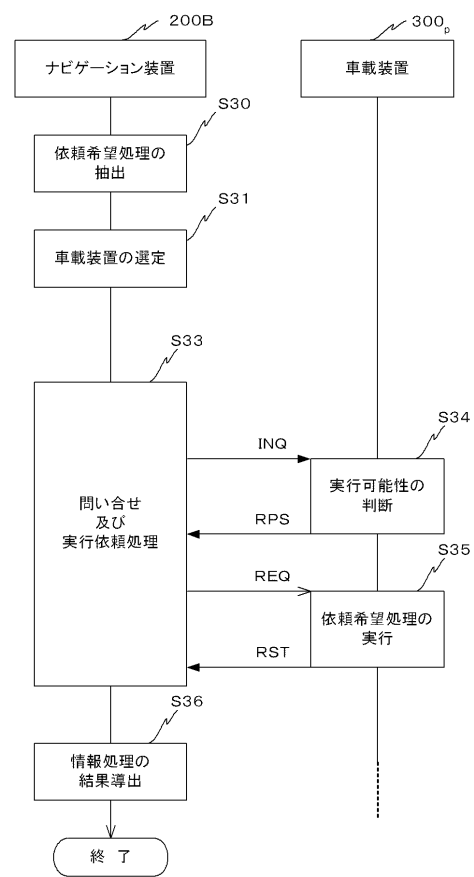 200B
300p
ナビゲーション装置
車載装置
S30
依頼希望処理の
抽出
S31
車載装置の選定
S33
問い合せ
及び
実行依頼処理
INQ
S34
実行可能性の
判断
RPS
S35
REQ
依頼希望処理の
実行
RST
S36
情報処理の
結果導出
終 了